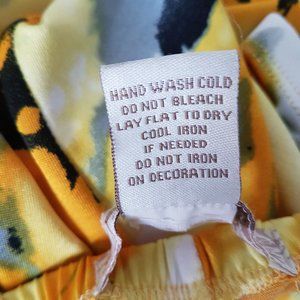 HAND WASH COLD
DO NOT BLEACH
LAY FLAT TO DRY
COOL IRON
IF NEEDED
DO NOT IRON
ON DECORATION